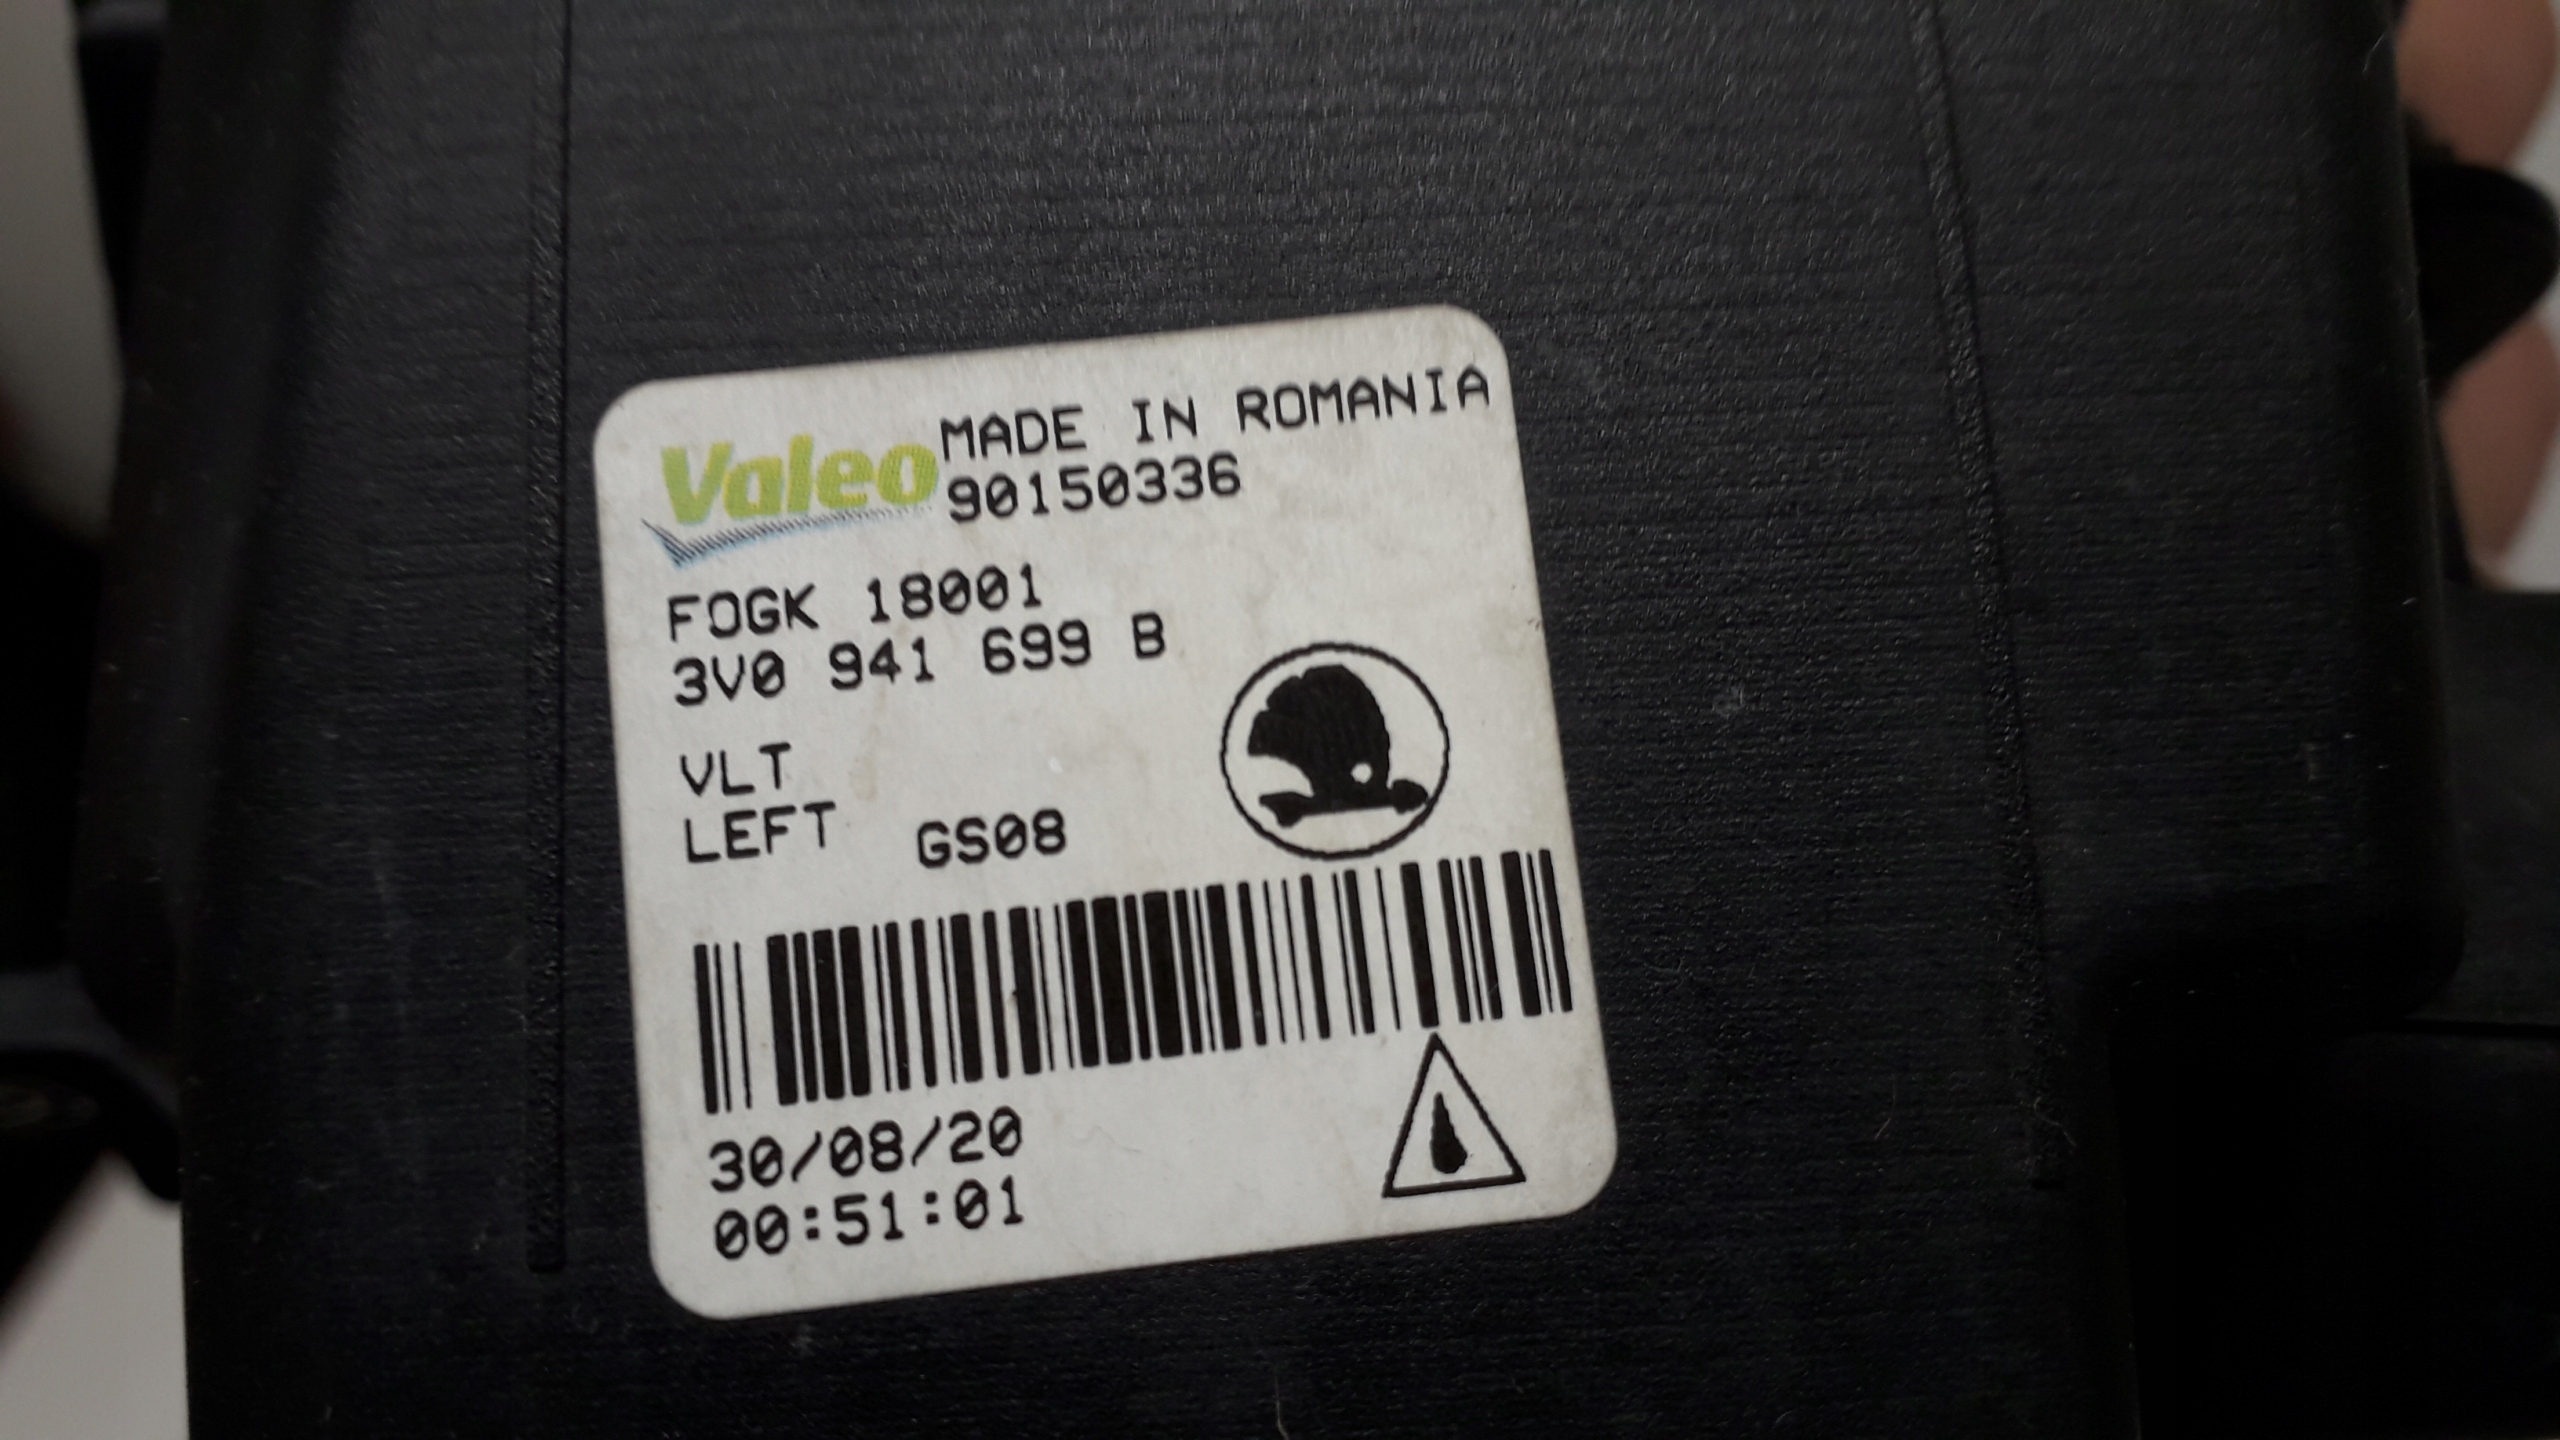 Valeo MADE IN ROMANIA
90150336
FOGK 18001
3V0 941 699 B
VLT
LEFT GS08
30/08/20
00:51:01